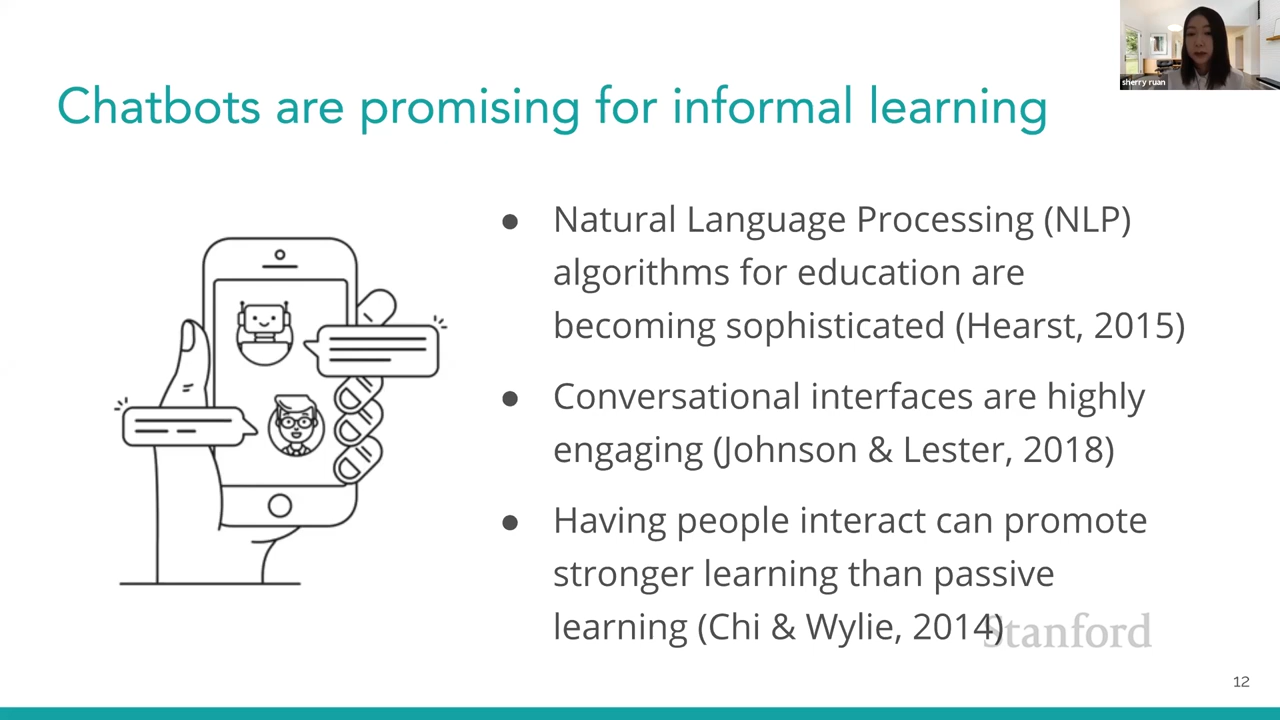 sherry ruan
Chatbots are promising for informal learning
● Natural Language Processing (NLP)
algorithms for education are
becoming sophisticated (Hearst, 2015)
● Conversational interfaces are highly
engaging (Johnson & Lester, 2018)
● Having people interact can promote
stronger learning than passive
learning (Chi & Wylie, 2014)
Stanford
12